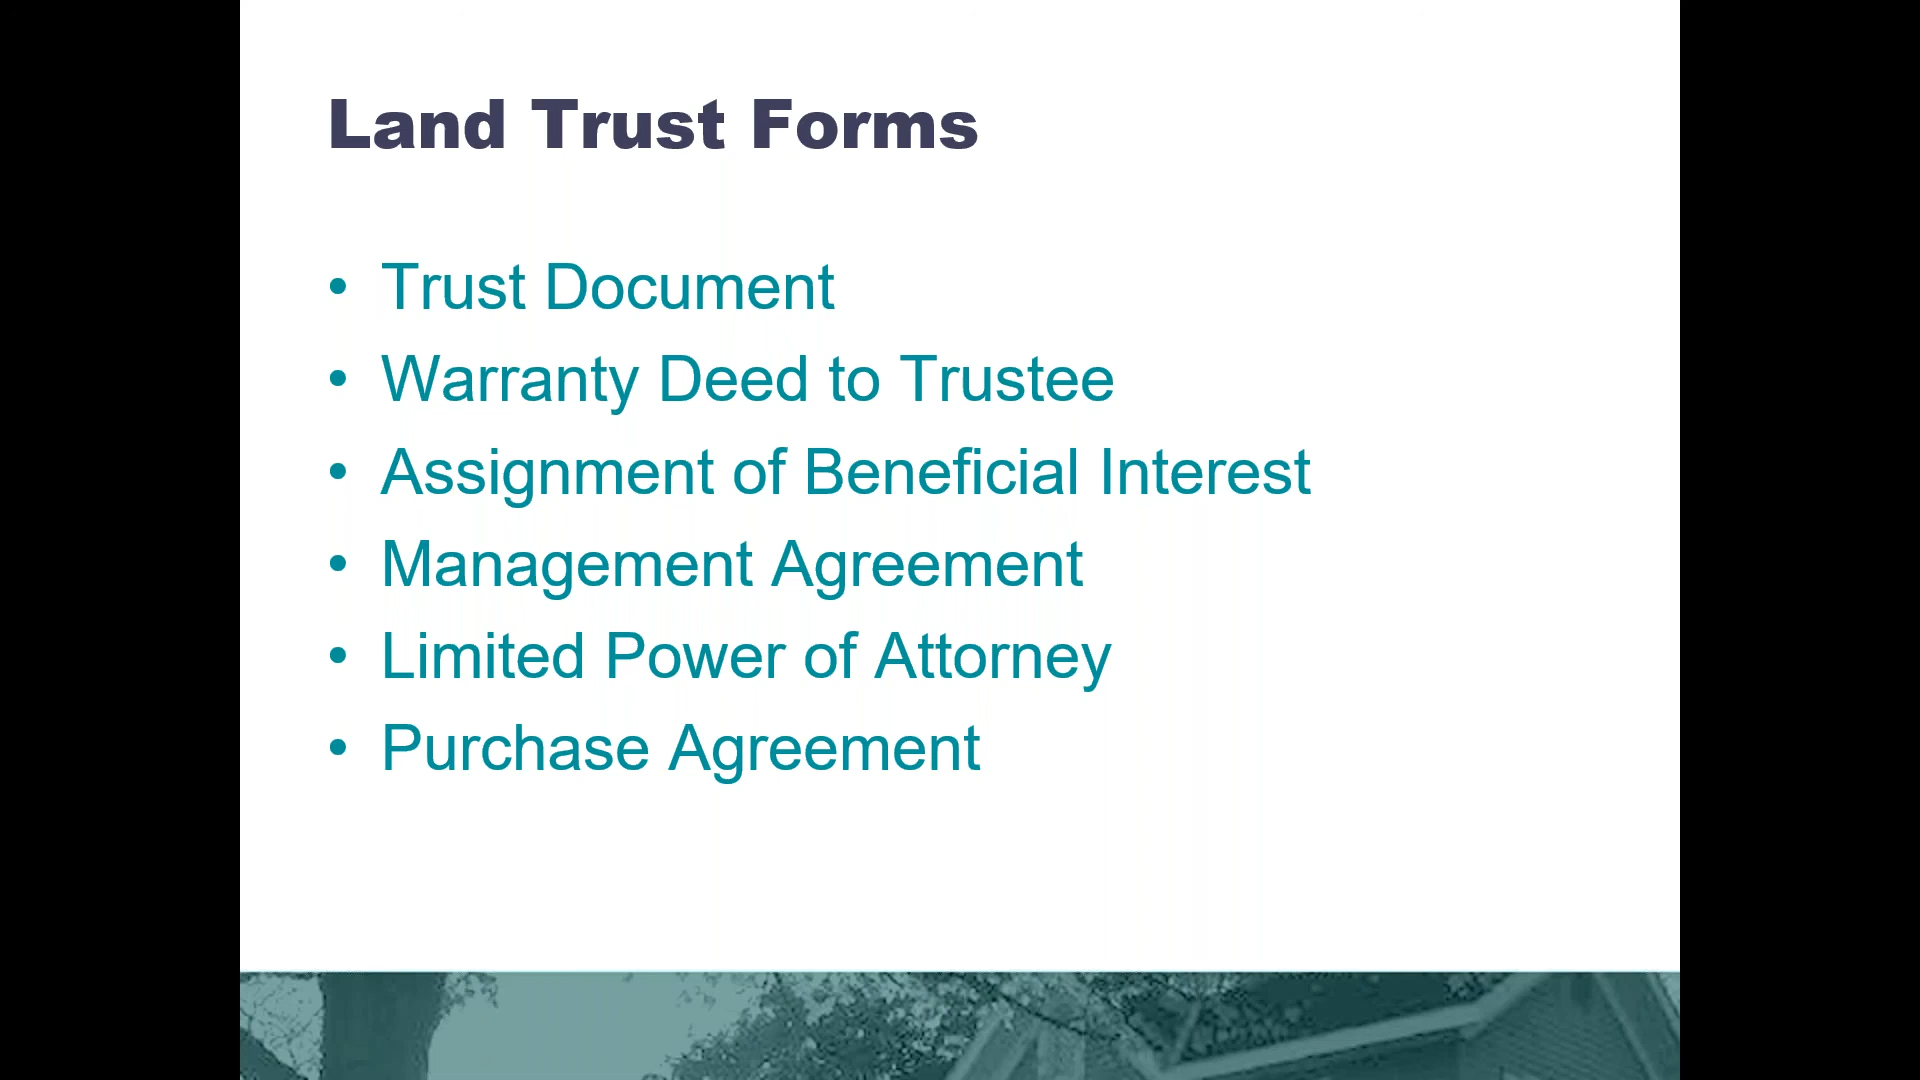 Land Trust Forms
• Trust Document
• Warranty Deed to Trustee
• Assignment of Beneficial Interest
• Management Agreement
• Limited Power of Attorney
• Purchase Agreement